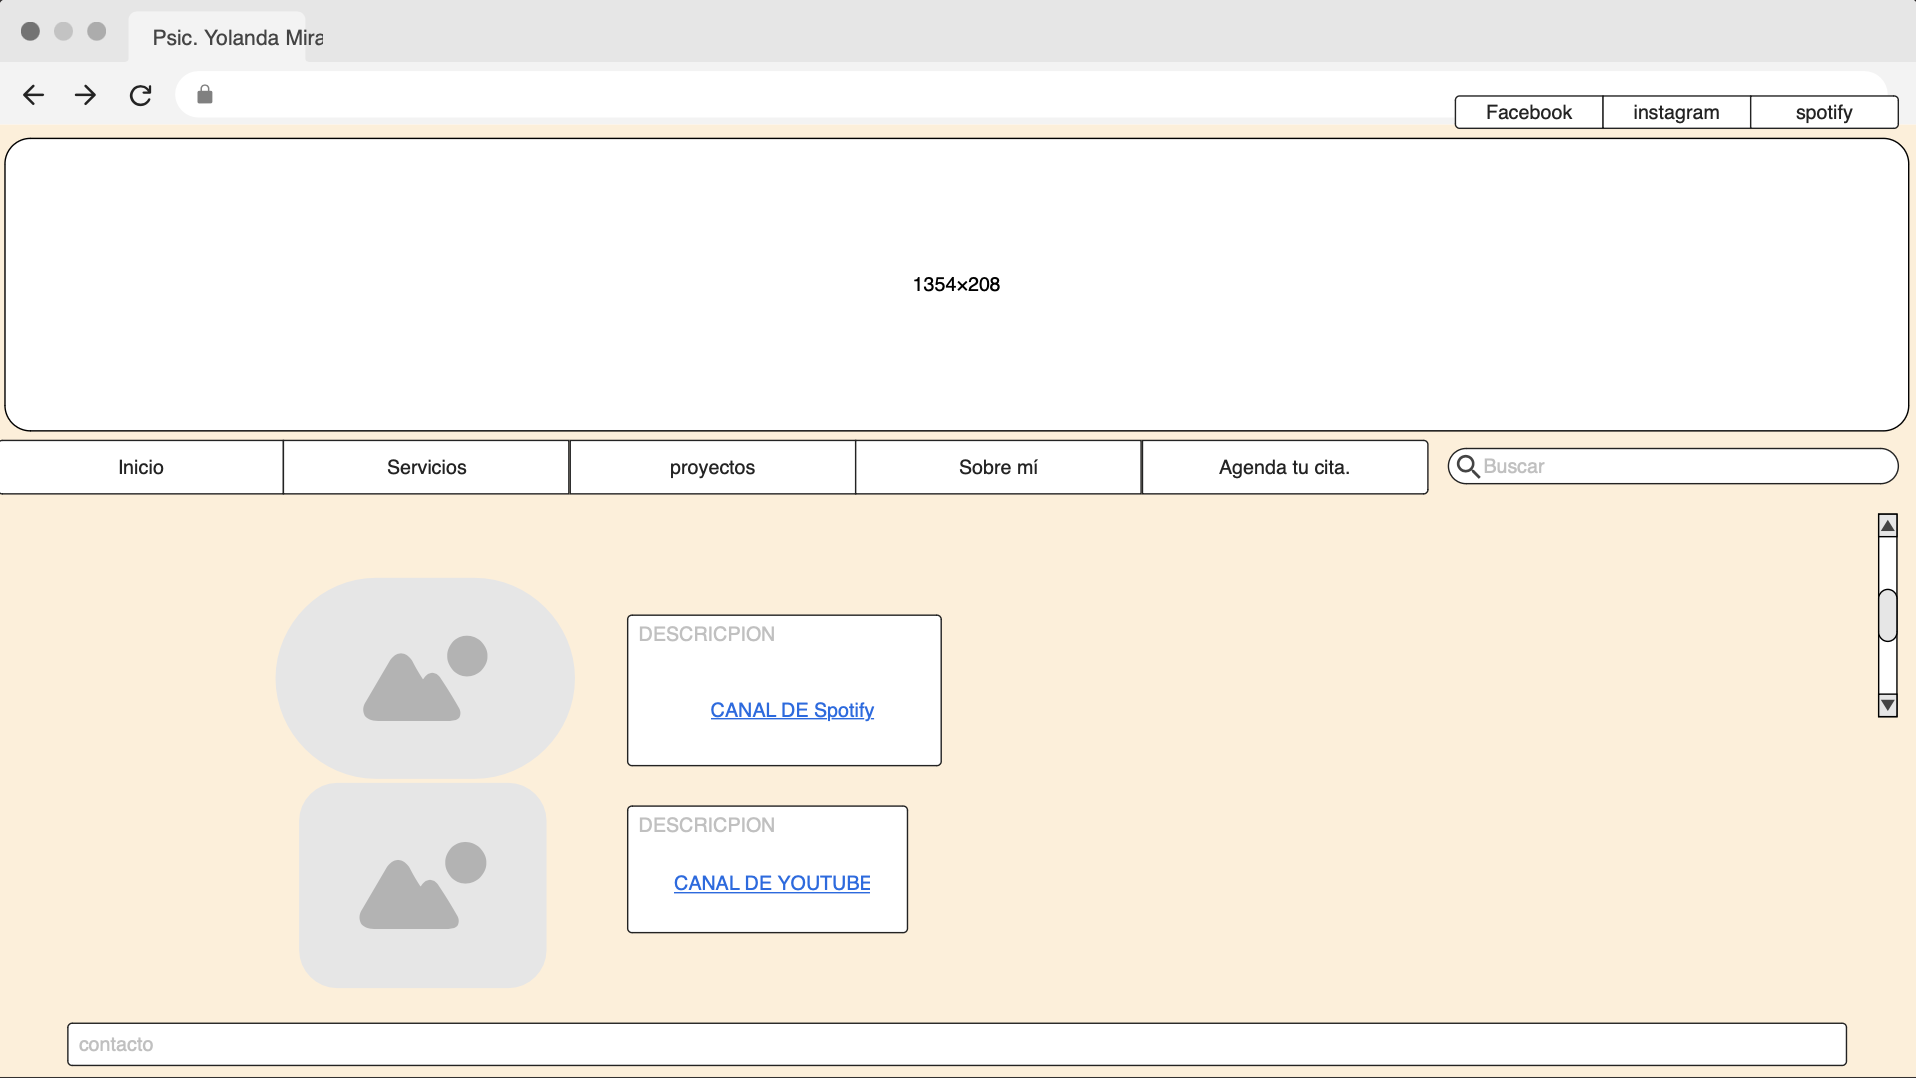 Psic. Yolanda Mira
Facebook instagram spotify
1354×208
Inicio Servicios proyectos Sobre mí Agenda tu cita. Buscar
DESCRICPION
CANAL DE Spotify
DESCRICPION
CANAL DE YOUTUBE
contacto